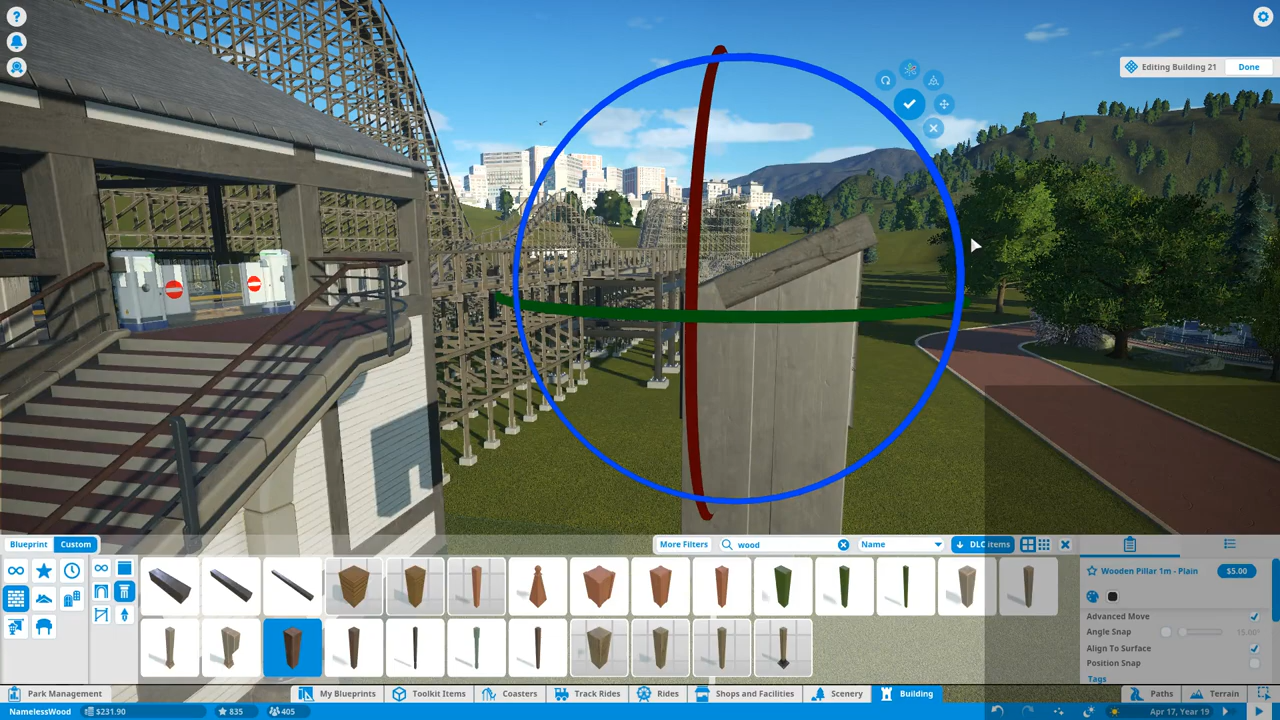 Editing Building 21
Done
Blueprint
Custom
More Filters
wood
Name
DLC items
Wooden Pillar 1m - Plain
$5.00
Advanced Move
Angle Snap
15.00°
Align To Surface
Position Snap
Tags
Park Management
My Blueprints
Toolkit Items
Coasters
Track Rides
Rides
Shops and Facilities
Scenery
Building
Paths
Terrain
NamelessWood
$231.90
835
405
Apr 17, Year 19